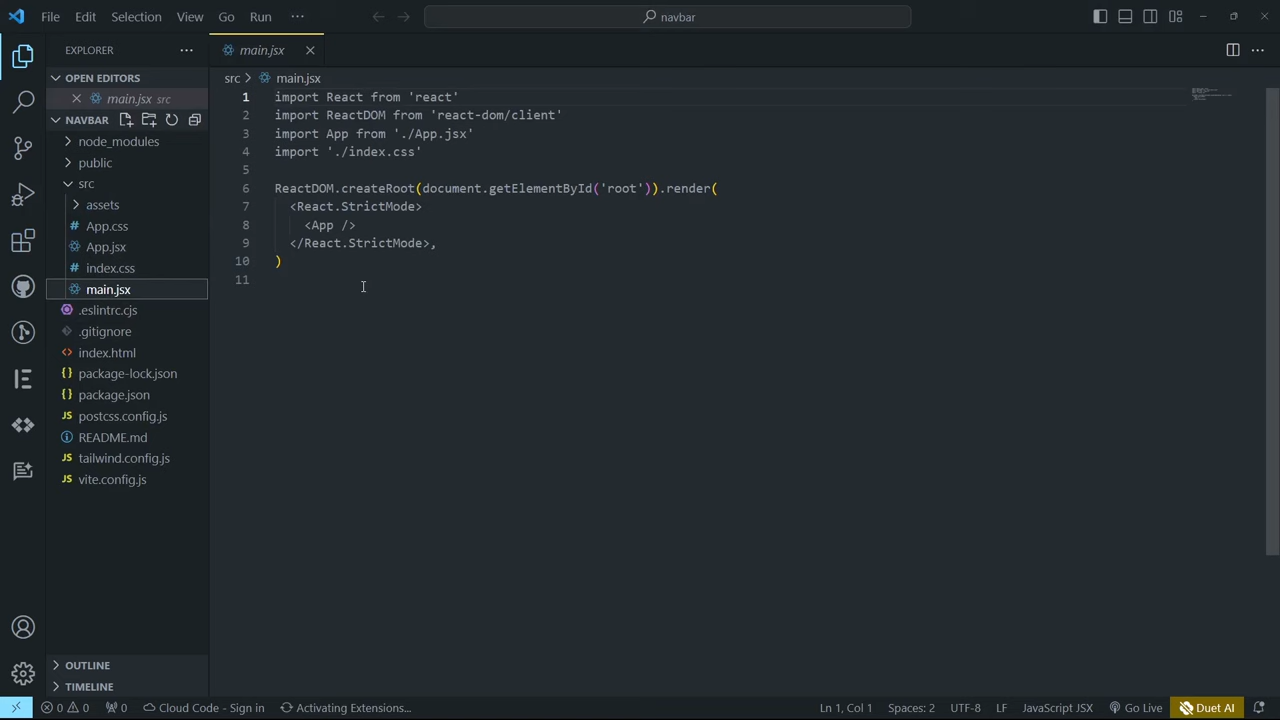 File Edit Selection View Go Run ···
navbar
EXPLORER ···
OPEN EDITORS
main.jsx src
NAVBAR
node_modules
public
src
assets
# App.css
App.jsx
# index.css
main.jsx
.eslintrc.cjs
.gitignore
<> index.html
{} package-lock.json
{} package.json
JS postcss.config.js
README.md
JS tailwind.config.js
JS vite.config.js
OUTLINE
TIMELINE
main.jsx
src > main.jsx
1 import React from 'react'
2 import ReactDOM from 'react-dom/client'
3 import App from './App.jsx'
4 import './index.css'
5
6 ReactDOM.createRoot(document.getElementById('root')).render(
7   <React.StrictMode>
8     <App />
9   </React.StrictMode>,
10 )
11
0 0 0 Cloud Code - Sign in Activating Extensions... Ln 1, Col 1 Spaces: 2 UTF-8 LF JavaScript JSX Go Live Duet AI